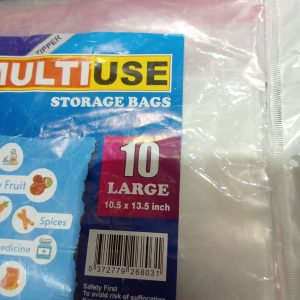 ZIPPER
MULTIUSE
STORAGE BAGS
10
LARGE
10.5 x 13.5 inch
Fruit
Spices
edicine
5 372779 268031
Safety First
To avoid risk of suffocation